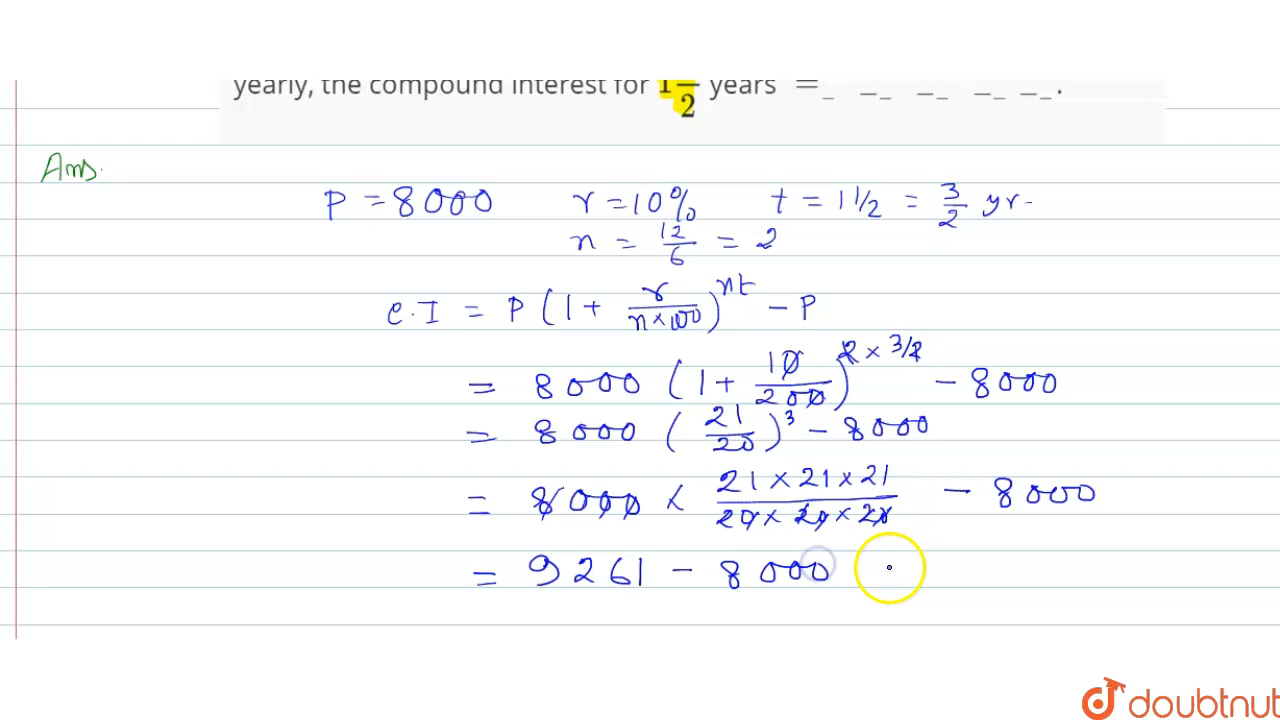 yearly, the compound interest for 1 1/2 years =_ _ _ _ _ _ _ _ _.
Ans.
P = 8000 r = 10% t = 1 1/2 = 3/2 yr.
n = 12/6 = 2
C.I = P (1 + r/(n×100))^nt − P
= 8000 (1 + 10/200)^(2 × 3/2) − 8000
= 8000 (21/20)^3 − 8000
= 8000 × (21 × 21 × 21)/(20 × 20 × 20) − 8000
= 9261 − 8000
doubtnut